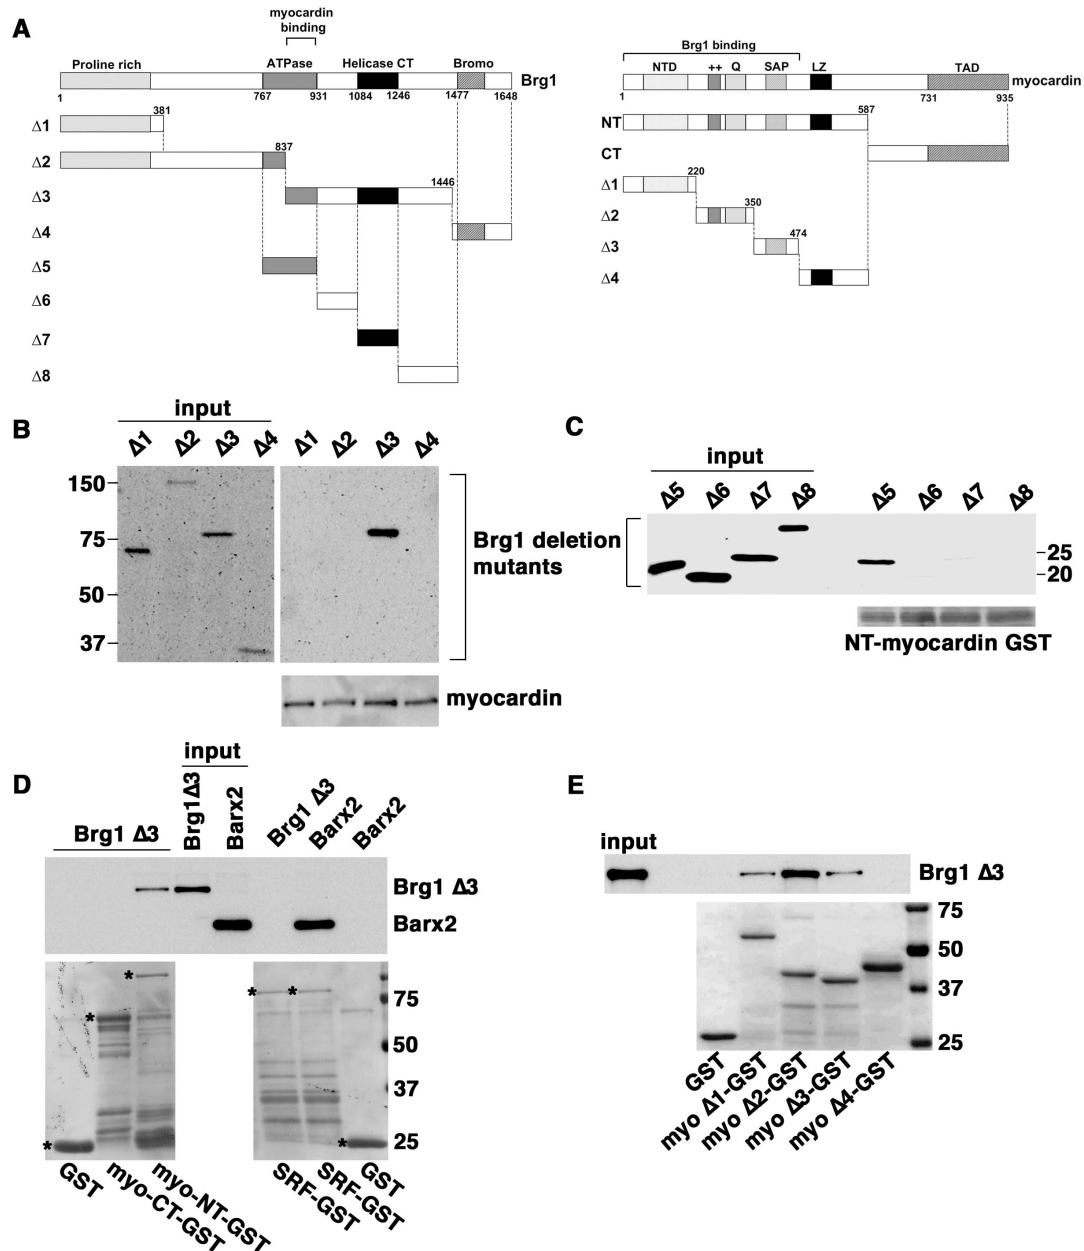 A
myocardin
binding
Proline rich ATPase Helicase CT Bromo
Brg1
1 767 931 1084 1246 1477 1648
Δ1 381
Δ2 837
Δ3 1446
Δ4
Δ5
Δ6
Δ7
Δ8
Brg1 binding
NTD ++ Q SAP LZ TAD
myocardin
1 731 935
NT 587
CT
Δ1 220
Δ2 350
Δ3 474
Δ4
B
input
Δ1 Δ2 Δ3 Δ4 Δ1 Δ2 Δ3 Δ4
150
75
50
37
Brg1 deletion
mutants
myocardin
C
input
Δ5 Δ6 Δ7 Δ8 Δ5 Δ6 Δ7 Δ8
25
20
NT-myocardin GST
D
input
Brg1 Δ3 Brg1Δ3 Barx2 Brg1 Δ3 Barx2 Barx2
Brg1 Δ3
Barx2
* * * * * *
75
50
37
25
GST myo-CT-GST myo-NT-GST SRF-GST SRF-GST GST
E
input
Brg1 Δ3
75
50
37
25
GST myo Δ1-GST myo Δ2-GST myo Δ3-GST myo Δ4-GST